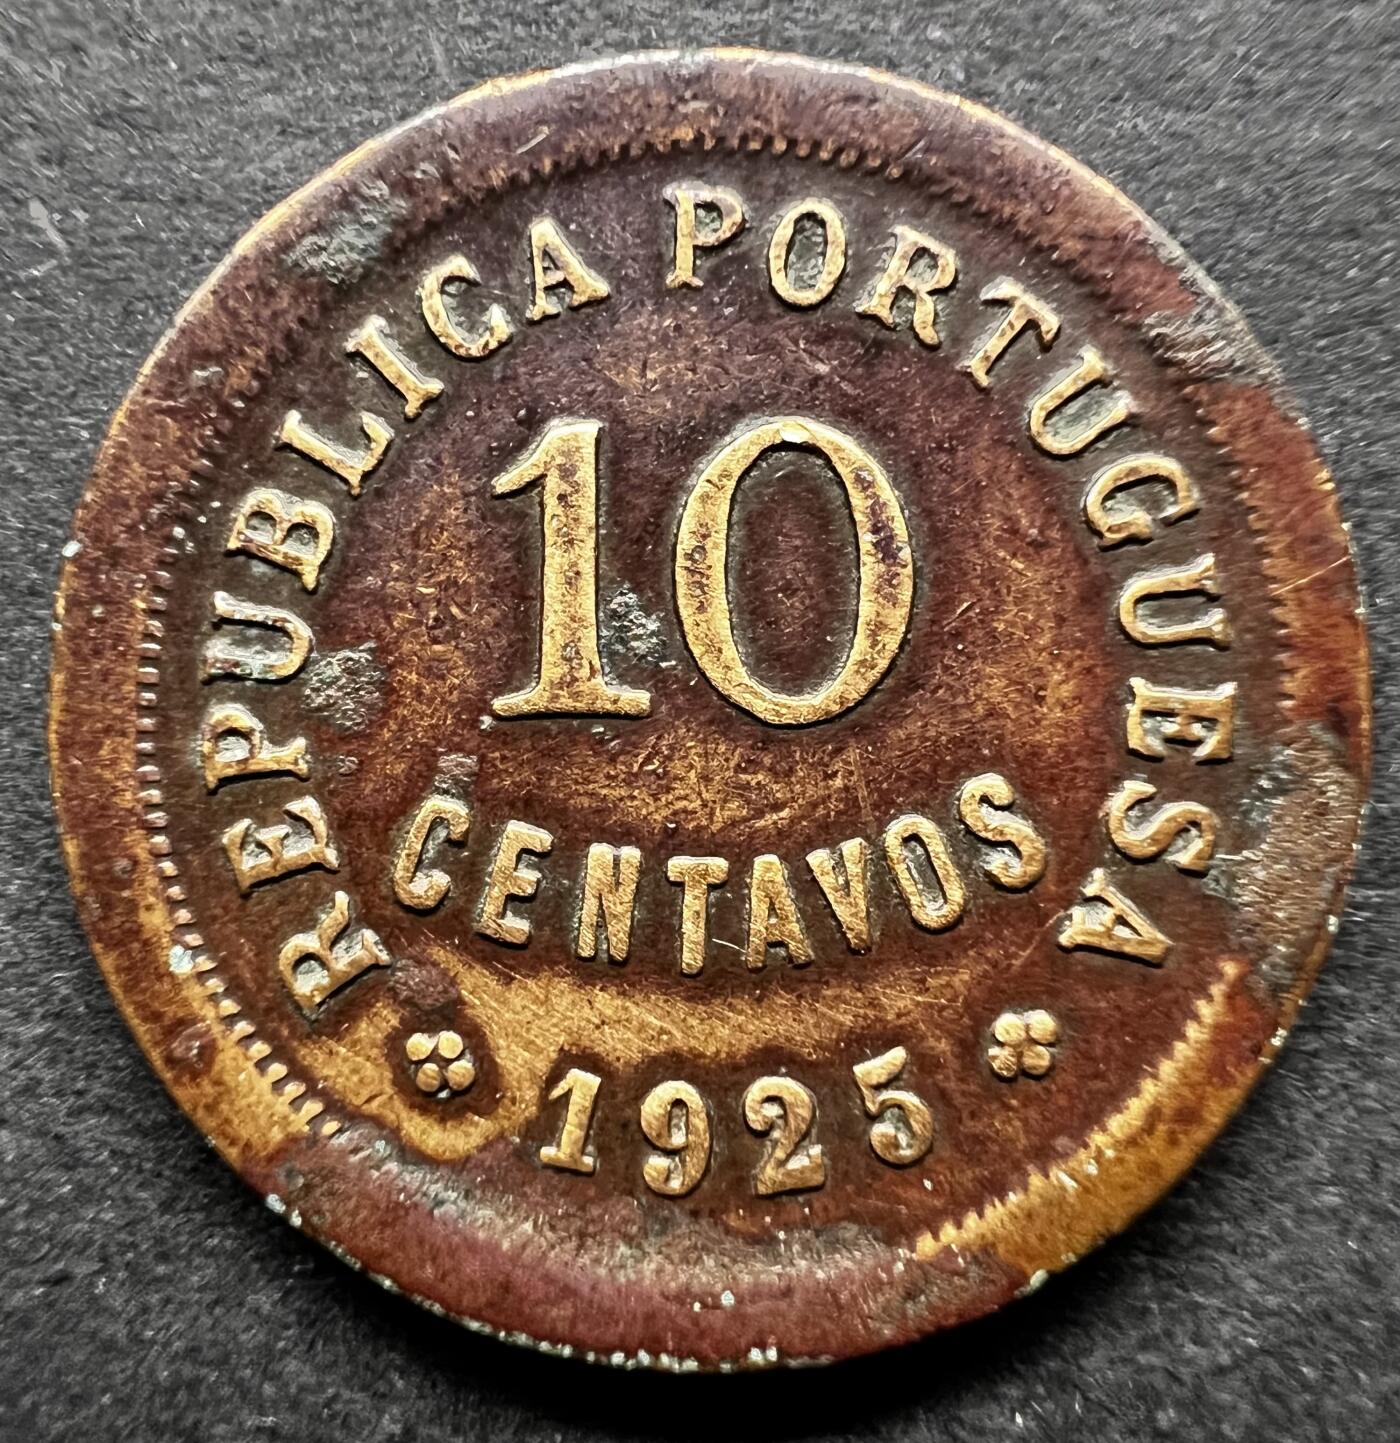 REPUBLICA PORTUGUESA
10
CENTAVOS
1925